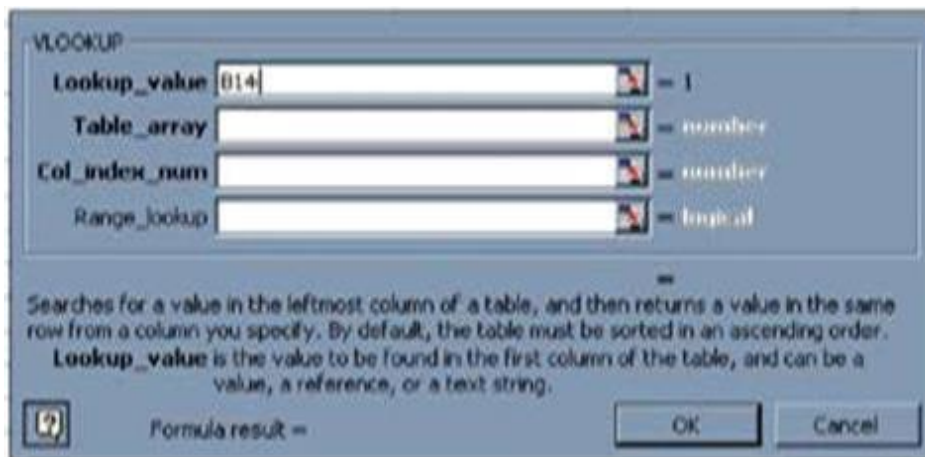 VLOOKUP
Lookup_value B14 = 1
Table_array = number
Col_index_num = number
Range_lookup = logical
=
Searches for a value in the leftmost column of a table, and then returns a value in the same
row from a column you specify. By default, the table must be sorted in an ascending order.
Lookup_value is the value to be found in the first column of the table, and can be a
value, a reference, or a text string.
Formula result =
OK
Cancel